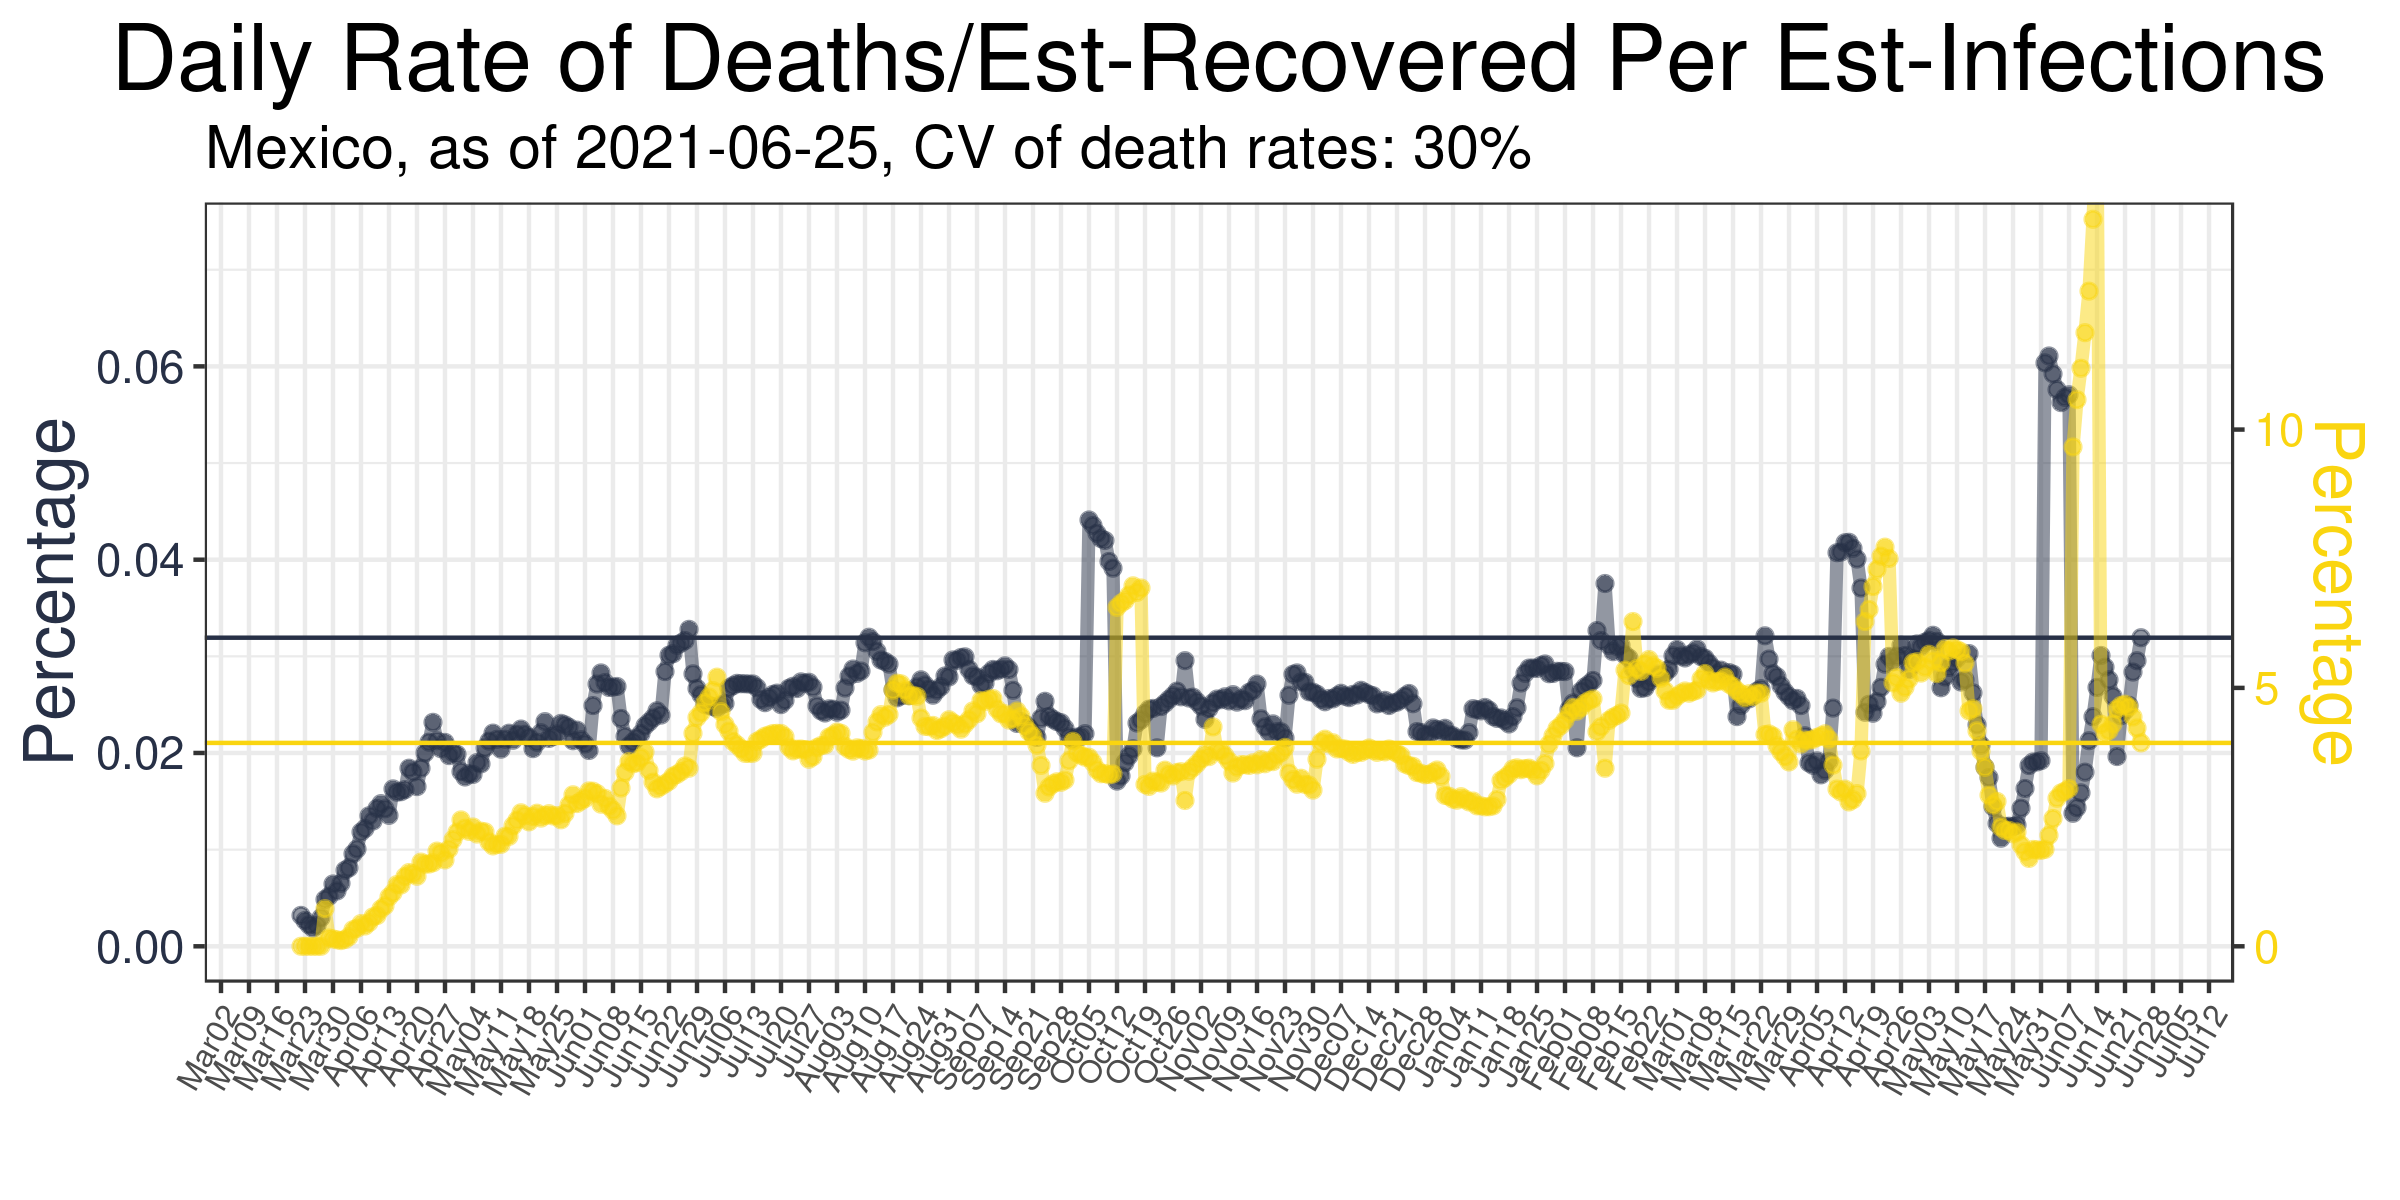 Daily Rate of Deaths/Est-Recovered Per Est-Infections
Mexico, as of 2021-06-25, CV of death rates: 30%
Percentage
0.06
0.04
0.02
0.00
10
5
0
Percentage
Mar02
Mar09
Mar16
Mar23
Mar30
Apr06
Apr13
Apr20
Apr27
May04
May11
May18
May25
Jun01
Jun08
Jun15
Jun22
Jun29
Jul06
Jul13
Jul20
Jul27
Aug03
Aug10
Aug17
Aug24
Aug31
Sep07
Sep14
Sep21
Sep28
Oct05
Oct12
Oct19
Oct26
Nov02
Nov09
Nov16
Nov23
Nov30
Dec07
Dec14
Dec21
Dec28
Jan04
Jan11
Jan18
Jan25
Feb01
Feb08
Feb15
Feb22
Mar01
Mar08
Mar15
Mar22
Mar29
Apr05
Apr12
Apr19
Apr26
May03
May10
May17
May24
May31
Jun07
Jun14
Jun21
Jun28
Jul05
Jul12